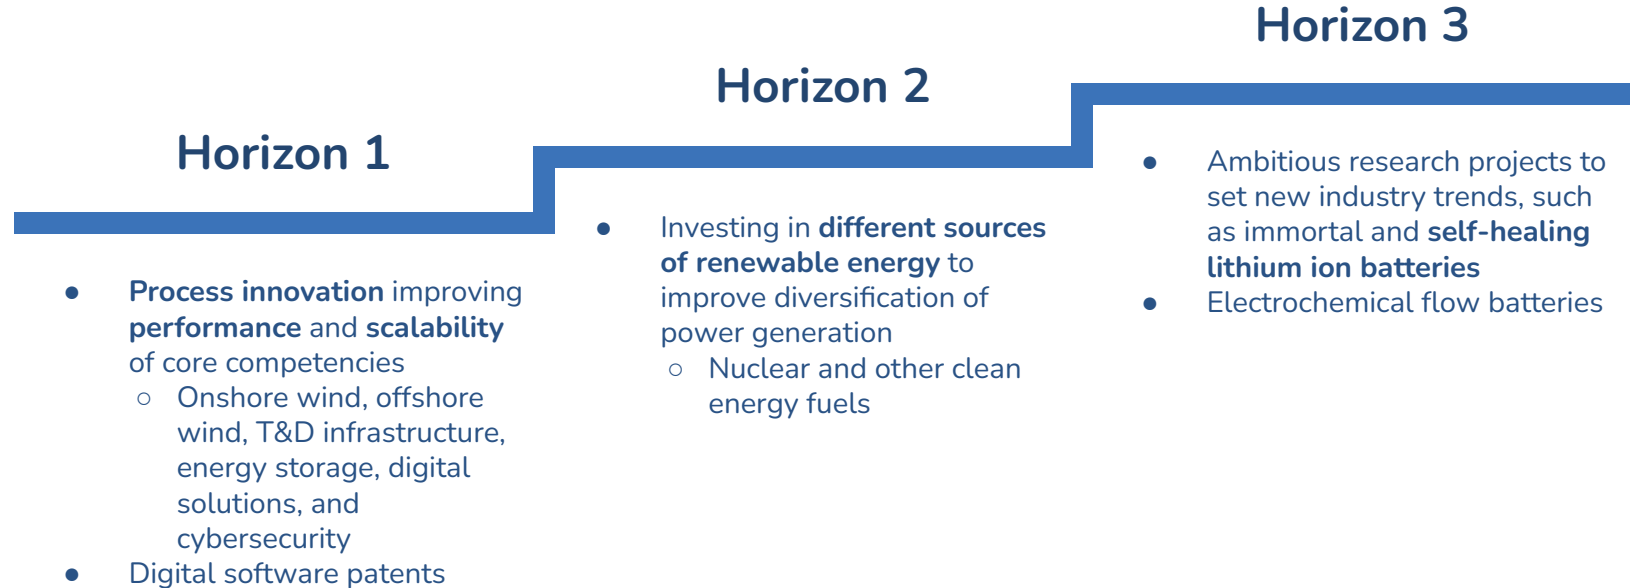 Horizon 1
● Process innovation improving
performance and scalability
of core competencies
○ Onshore wind, offshore
wind, T&D infrastructure,
energy storage, digital
solutions, and
cybersecurity
● Digital software patents
Horizon 2
● Investing in different sources
of renewable energy to
improve diversification of
power generation
○ Nuclear and other clean
energy fuels
Horizon 3
● Ambitious research projects to
set new industry trends, such
as immortal and self-healing
lithium ion batteries
● Electrochemical flow batteries